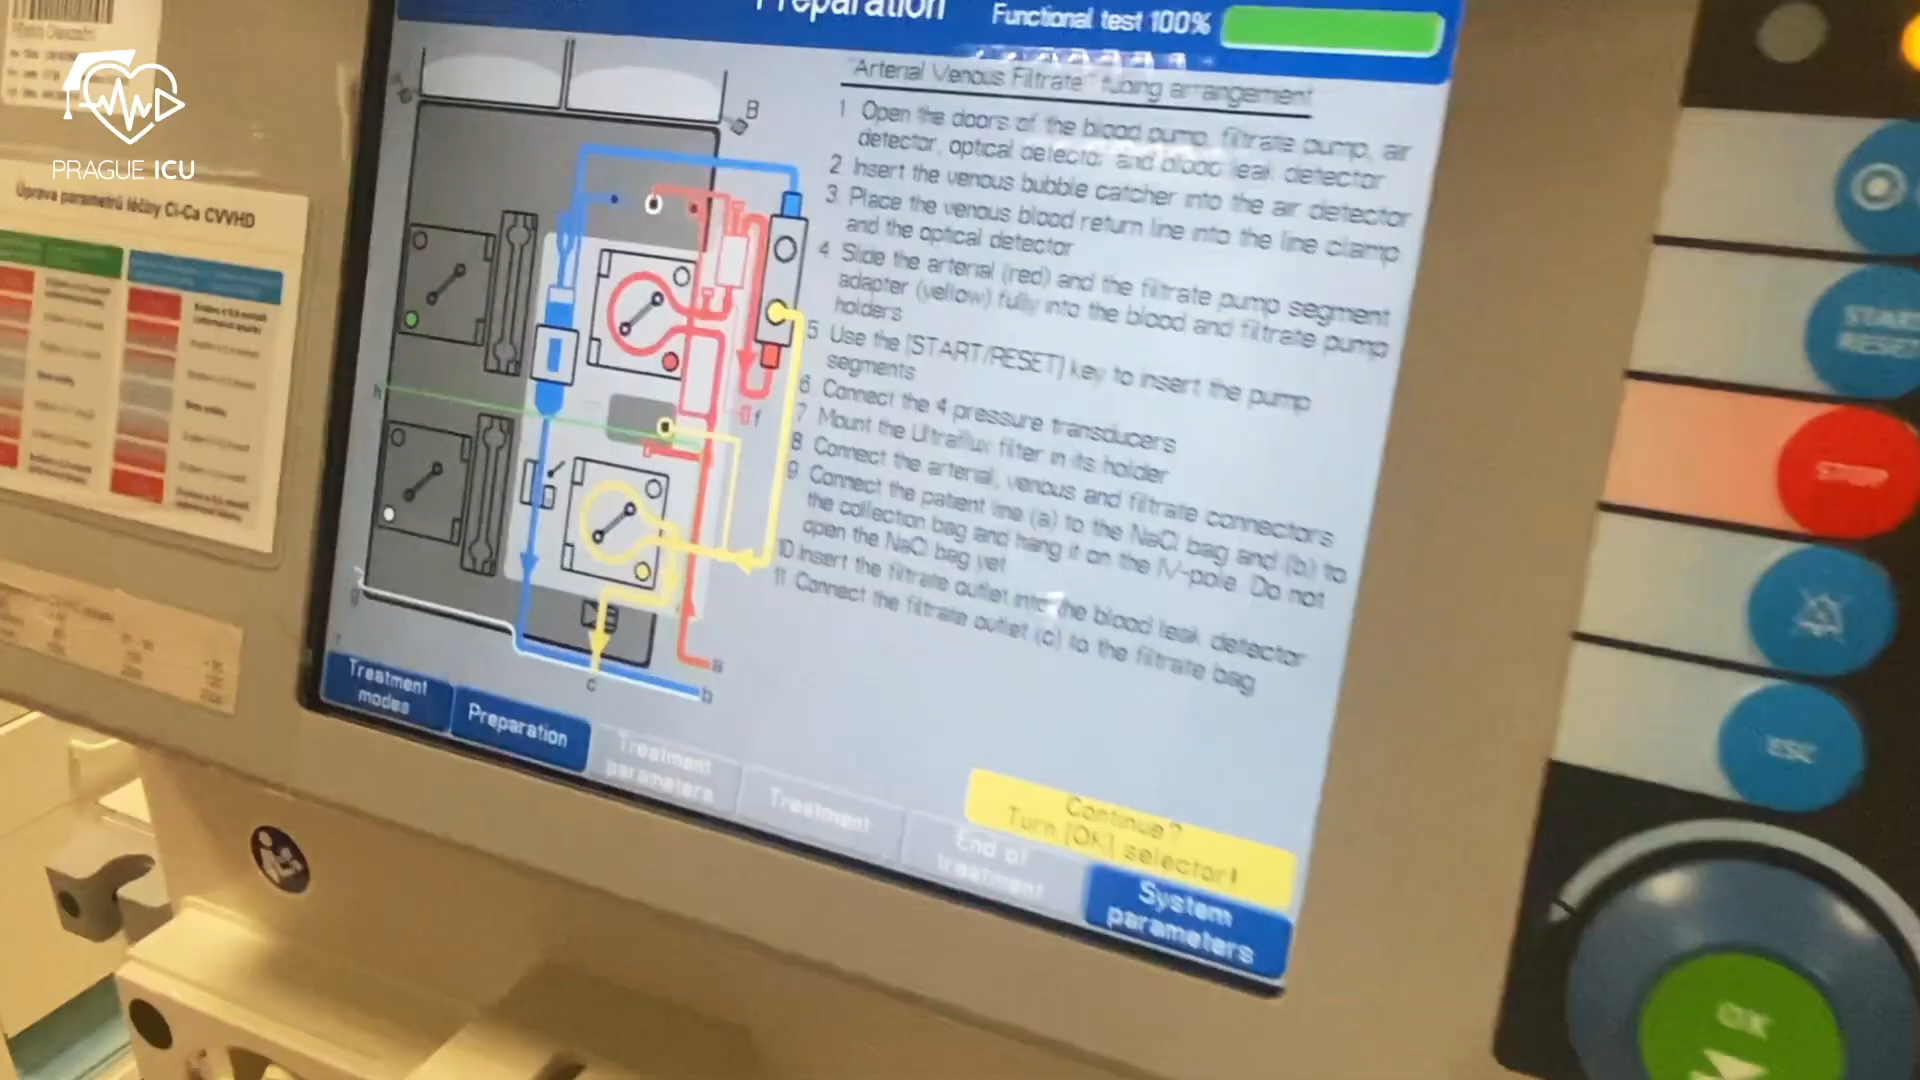 Preparation
Functional test 100%
"Arterial Venous Filtrate" tubing arrangement
1 Open the doors of the blood pump, filtrate pump, air
detector, optical detector and blood leak detector
2 Insert the venous bubble catcher into the air detector
3 Place the venous blood return line into the line clamp
and the optical detector
4 Slide the arterial (red) and the filtrate pump segment
adapter (yellow) fully into the blood and filtrate pump
holders
5 Use the [START/RESET] key to insert the pump
segments
6 Connect the 4 pressure transducers
7 Mount the Ultraflux filter in its holder
8 Connect the arterial, venous and filtrate connectors
9 Connect the patient line (a) to the NaCl bag and (b) to
the collection bag and hang it on the IV-pole. Do not
open the NaCl bag yet
10 Insert the filtrate outlet into the blood leak detector
11 Connect the filtrate outlet (c) to the filtrate bag
A
B
h
f
g
a
b
c
Treatment
modes
Preparation
Treatment
parameters
Treatment
End of
treatment
Continue?
Turn [OK] selector!
System
parameters
START
RESET
STOP
ESC
OK
PRAGUE ICU
Úprava parametrů léčby Ci-Ca CVVHD